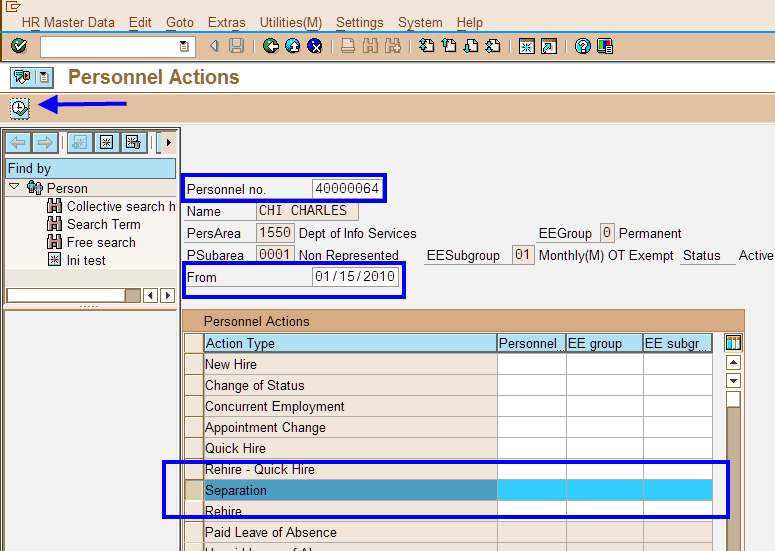 HR Master Data Edit Goto Extras Utilities(M) Settings System Help
Personnel Actions
Find by
Person
Collective search h
Search Term
Free search
Ini test
Personnel no. 40000064
Name CHI CHARLES
PersArea 1550 Dept of Info Services EEGroup 0 Permanent
PSubarea 0001 Non Represented EESubgroup 01 Monthly(M) OT Exempt Status Active
From 01/15/2010
Personnel Actions
Action Type Personnel... EE group EE subgr...
New Hire
Change of Status
Concurrent Employment
Appointment Change
Quick Hire
Rehire - Quick Hire
Separation
Rehire
Paid Leave of Absence